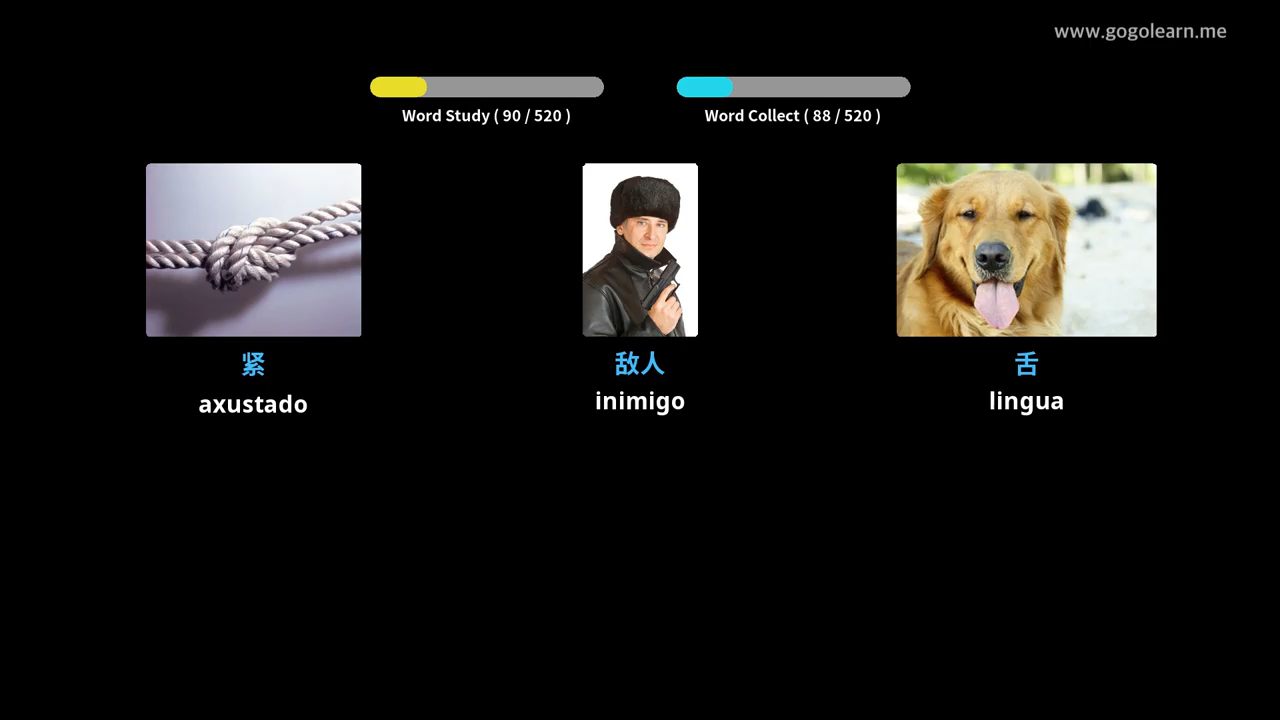 www.gogolearn.me
Word Study ( 90 / 520 )
Word Collect ( 88 / 520 )
紧
axustado
敌人
inimigo
舌
lingua